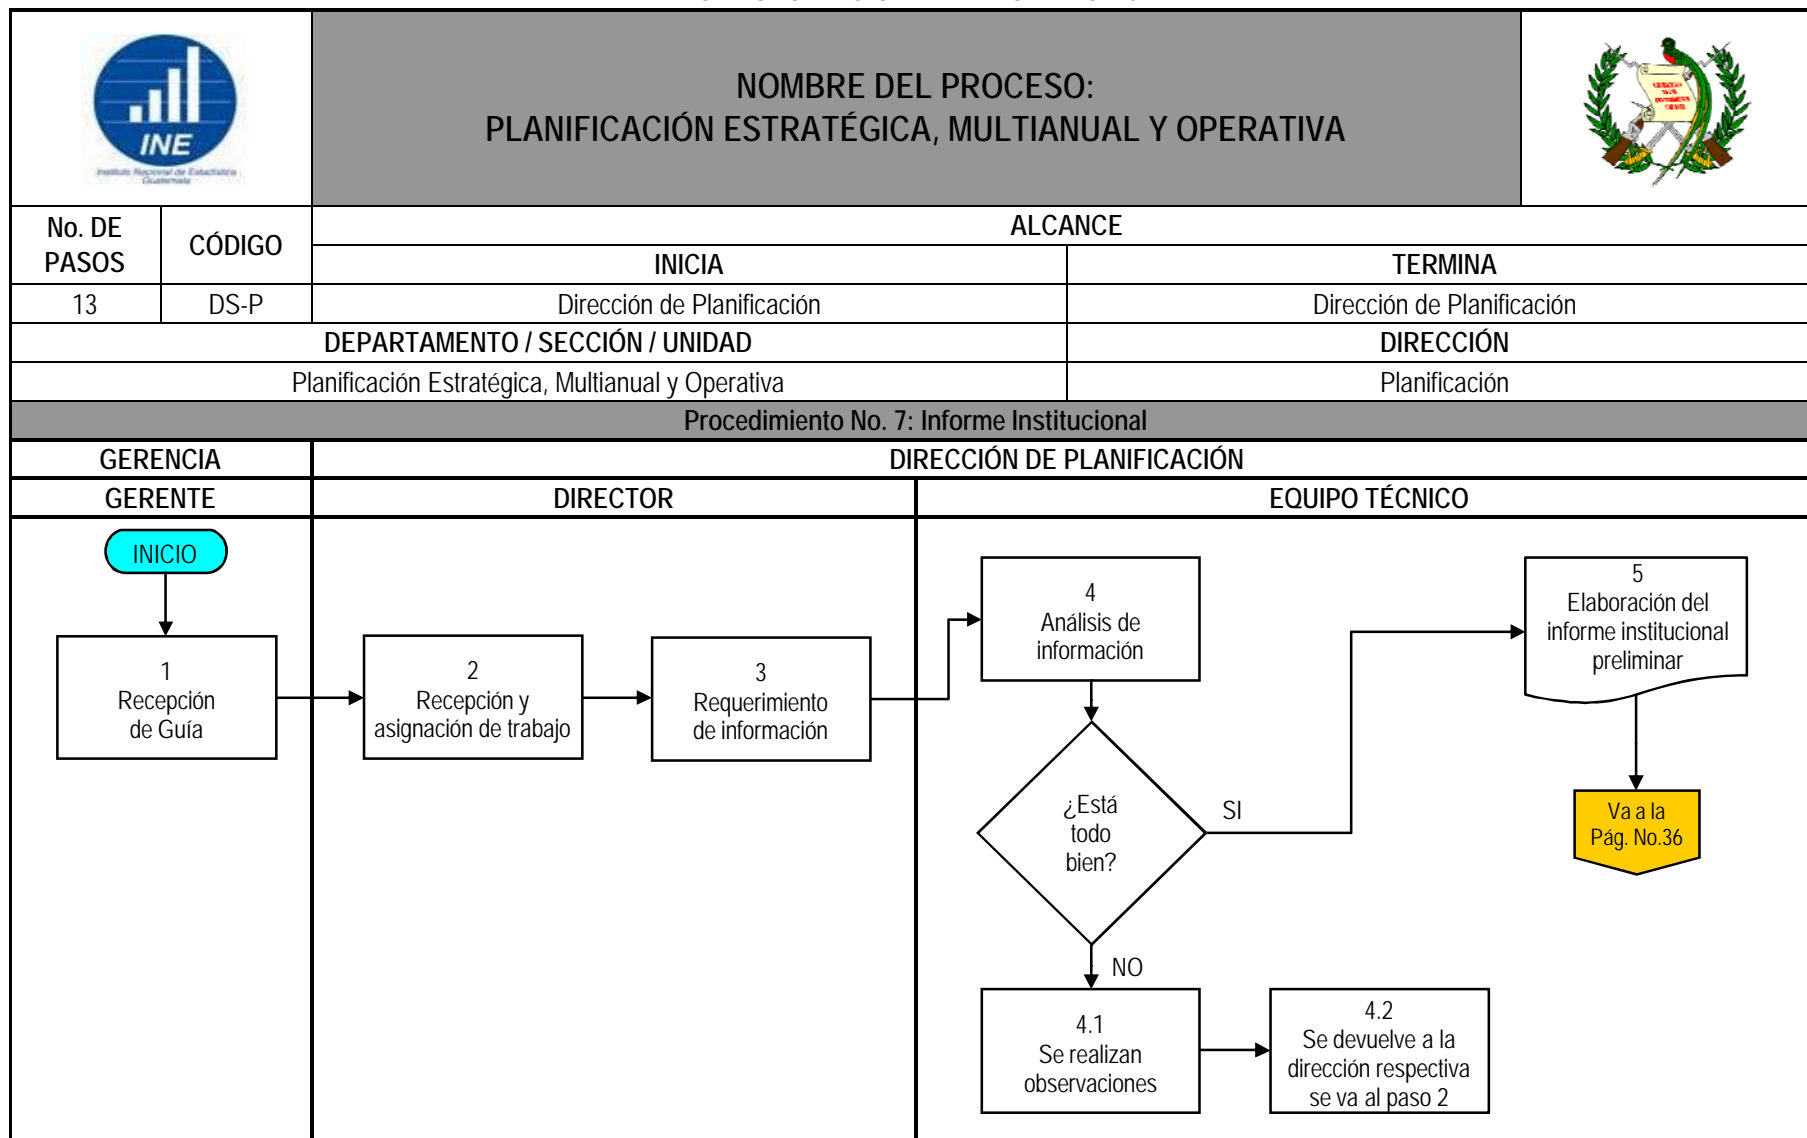 INE
Instituto Nacional de Estadística
Guatemala
NOMBRE DEL PROCESO:
PLANIFICACIÓN ESTRATÉGICA, MULTIANUAL Y OPERATIVA
No. DE
PASOS
CÓDIGO
ALCANCE
INICIA
TERMINA
13
DS-P
Dirección de Planificación
Dirección de Planificación
DEPARTAMENTO / SECCIÓN / UNIDAD
DIRECCIÓN
Planificación Estratégica, Multianual y Operativa
Planificación
Procedimiento No. 7: Informe Institucional
GERENCIA
DIRECCIÓN DE PLANIFICACIÓN
GERENTE
DIRECTOR
EQUIPO TÉCNICO
INICIO
1
Recepción
de Guía
2
Recepción y
asignación de trabajo
3
Requerimiento
de información
4
Análisis de
información
¿Está
todo
bien?
SI
NO
5
Elaboración del
informe institucional
preliminar
Va a la
Pág. No.36
4.1
Se realizan
observaciones
4.2
Se devuelve a la
dirección respectiva
se va al paso 2